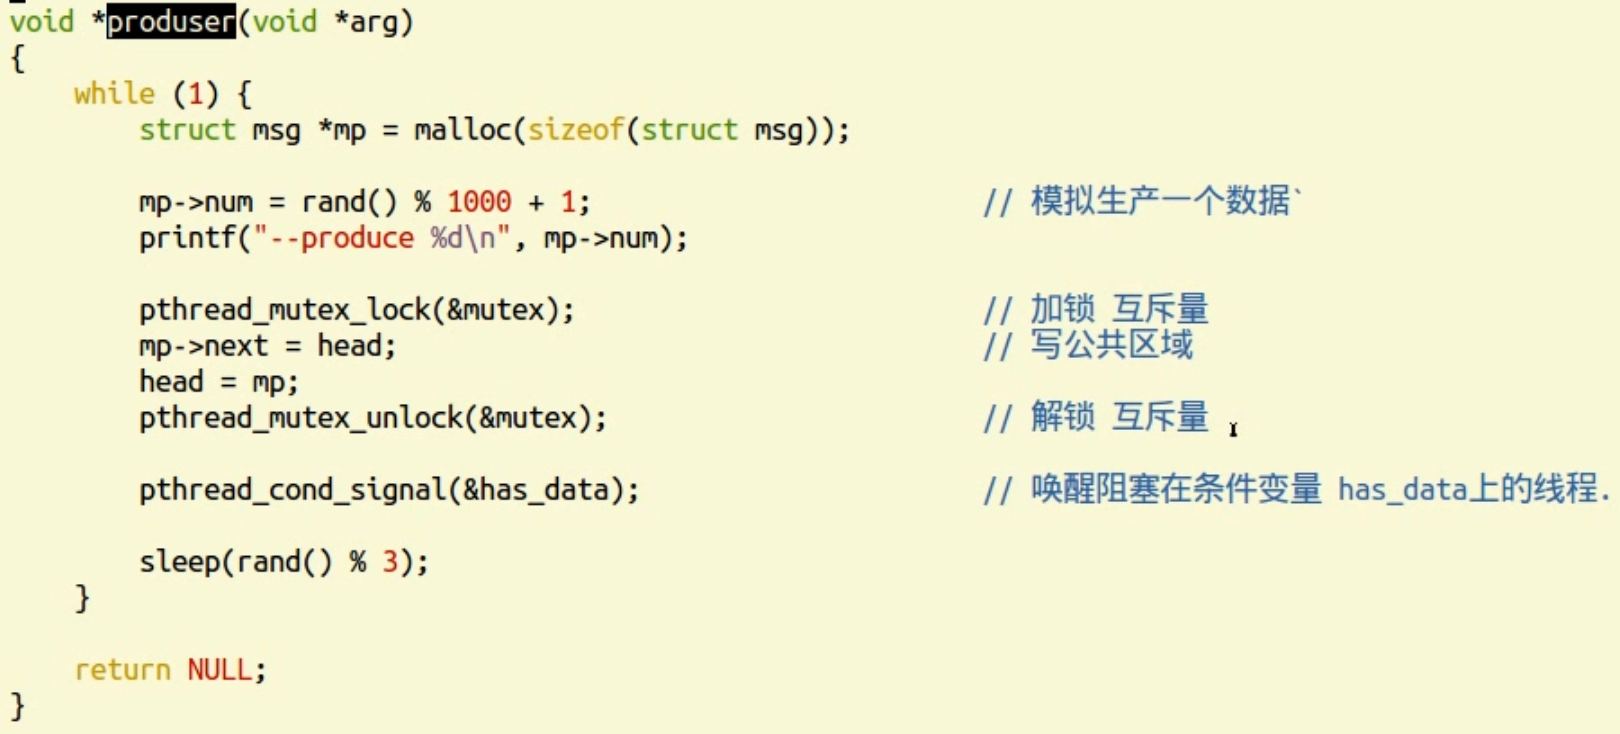 void *produser(void *arg)
{
    while (1) {
        struct msg *mp = malloc(sizeof(struct msg));
        mp->num = rand() % 1000 + 1;                        // 模拟生产一个数据`
        printf("--produce %d\n", mp->num);
        pthread_mutex_lock(&mutex);                         // 加锁 互斥量
        mp->next = head;                                    // 写公共区域
        head = mp;
        pthread_mutex_unlock(&mutex);                       // 解锁 互斥量
        pthread_cond_signal(&has_data);                     // 唤醒阻塞在条件变量 has_data上的线程.
        sleep(rand() % 3);
    }
    return NULL;
}